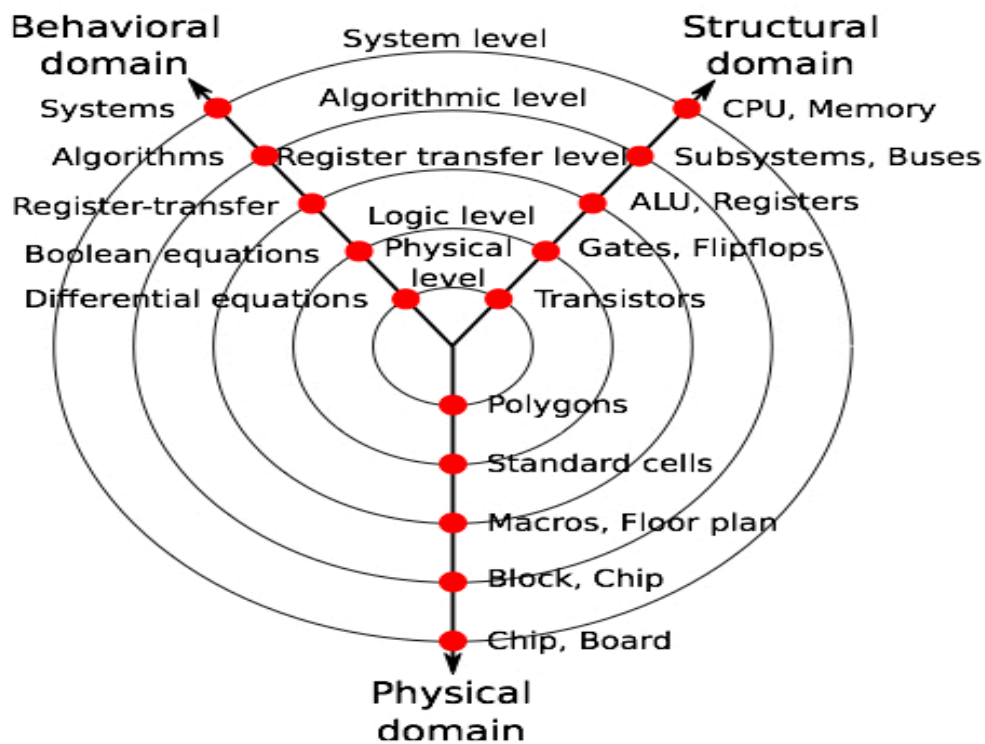 Behavioral
domain
System level
Structural
domain
Systems
Algorithmic level
CPU, Memory
Algorithms
Register transfer level
Subsystems, Buses
Register-transfer
Logic level
ALU, Registers
Boolean equations
Physical
level
Gates, Flipflops
Differential equations
Transistors
Polygons
Standard cells
Macros, Floor plan
Block, Chip
Chip, Board
Physical
domain